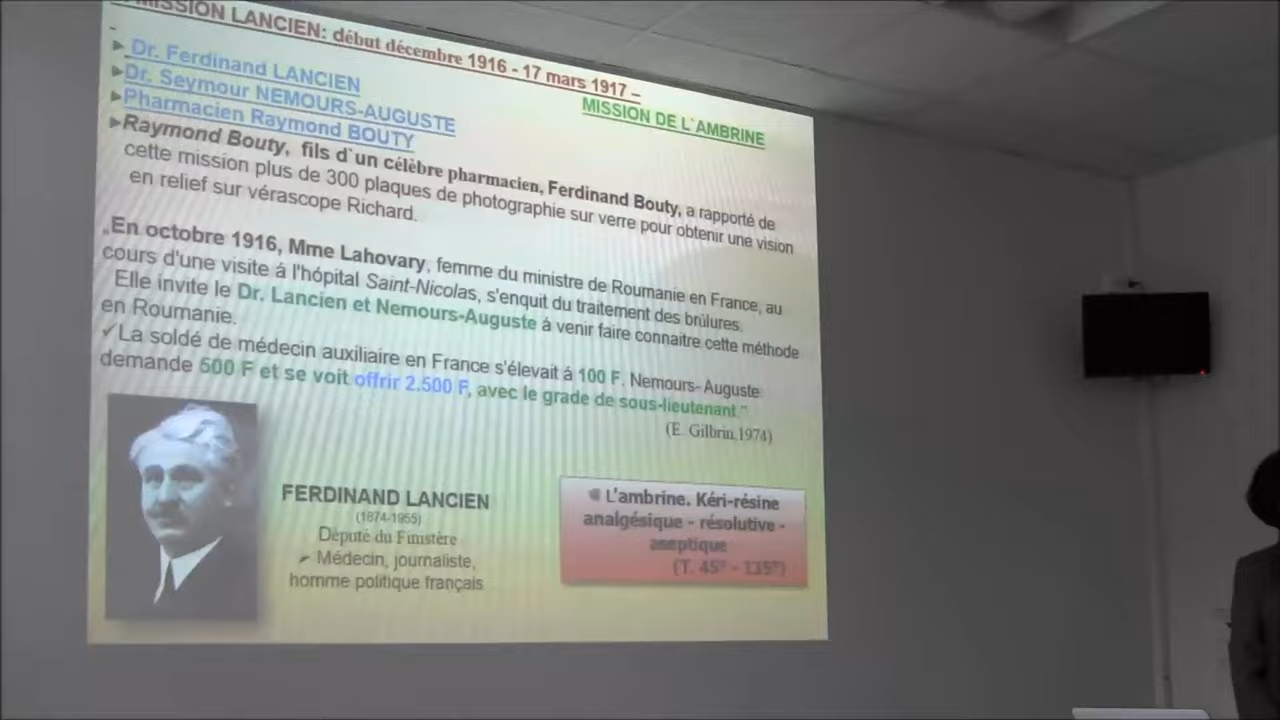 MISSION LANCIEN: début décembre 1916 - 17 mars 1917 –
MISSION DE L`AMBRINE
-
►Dr. Ferdinand LANCIEN
►Dr. Seymour NEMOURS-AUGUSTE
►Pharmacien Raymond BOUTY
►Raymond Bouty, fils d`un célèbre pharmacien, Ferdinand Bouty, a rapporté de
cette mission plus de 300 plaques de photographie sur verre pour obtenir une vision
en relief sur vérascope Richard.
„En octobre 1916, Mme Lahovary, femme du ministre de Roumanie en France, au
cours d'une visite á l'hópital Saint-Nicolas, s'enquit du traitement des brûlures.
Elle invite le Dr. Lancien et Nemours-Auguste á venir faire connaitre cette méthode
en Roumanie.
✓La soldé de médecin auxiliaire en France s'élevait á 100 F. Nemours- Auguste
demande 500 F et se voit offrir 2.500 F, avec le grade de sous-lieutenant."
(E. Gilbrin,1974)
FERDINAND LANCIEN
(1874-1955)
Député du Finistère
Médecin, journaliste,
homme politique français
L'ambrine. Kéri-résine
analgésique - résolutive -
aseptique
(T. 45° - 135°)